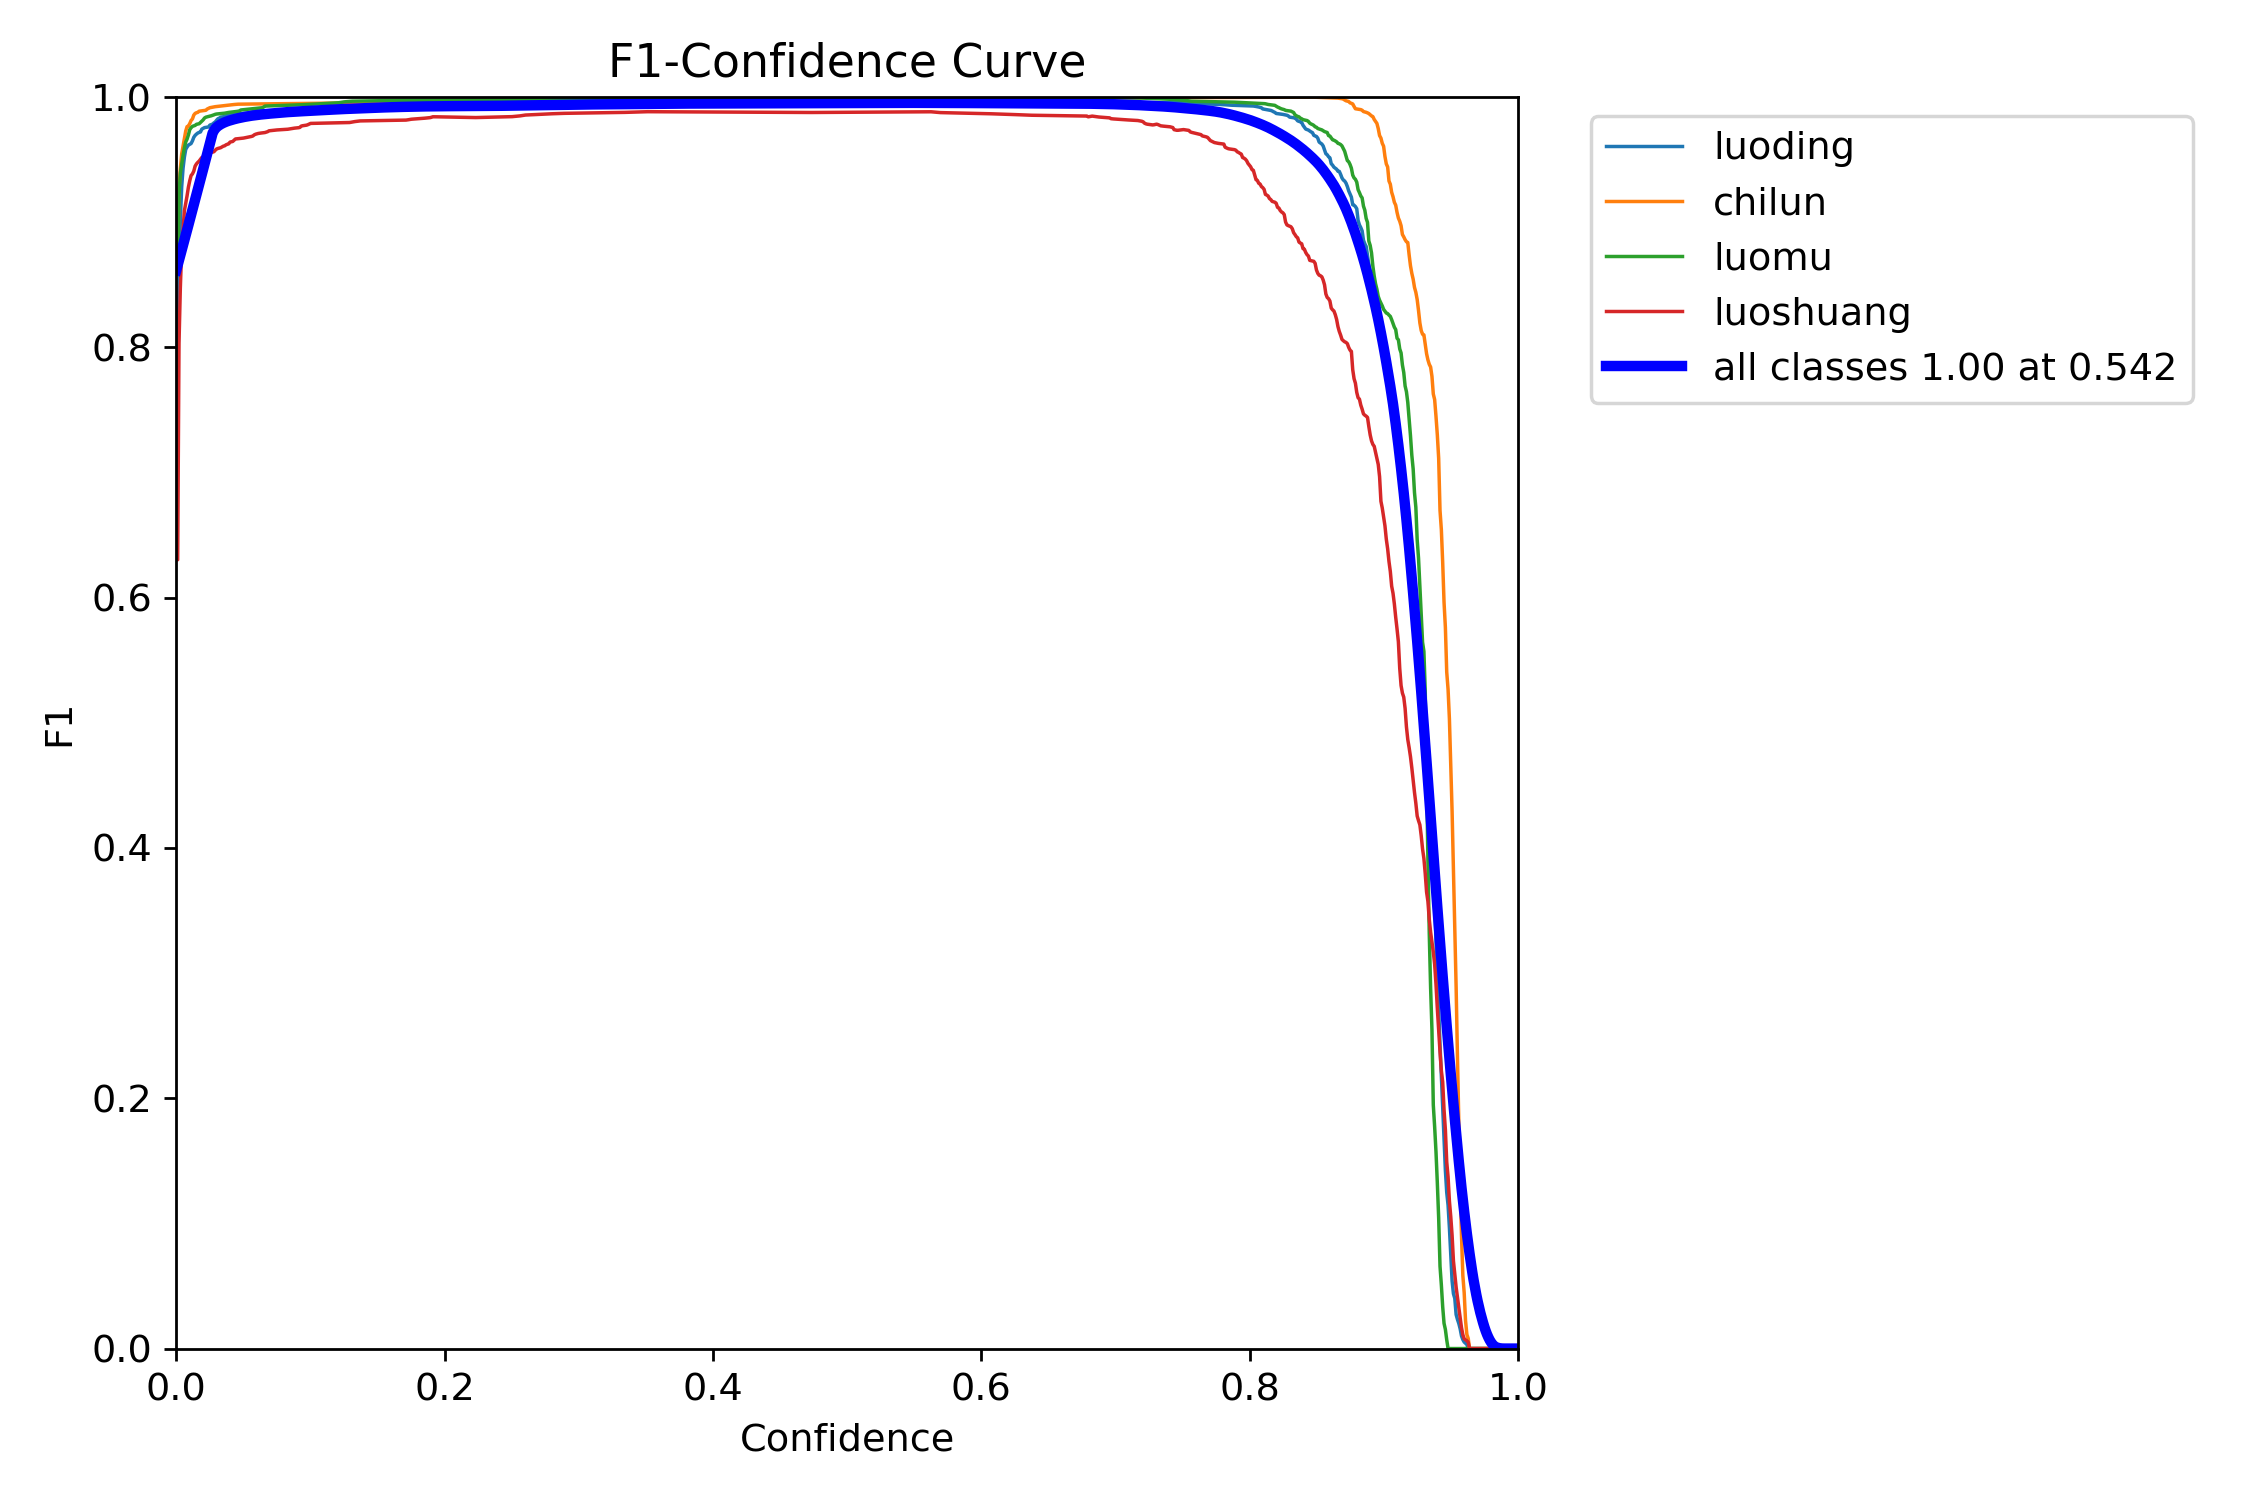 F1-Confidence Curve
1.0
0.8
0.6
0.4
0.2
0.0
F1
0.0 0.2 0.4 0.6 0.8 1.0
Confidence
luoding
chilun
luomu
luoshuang
all classes 1.00 at 0.542